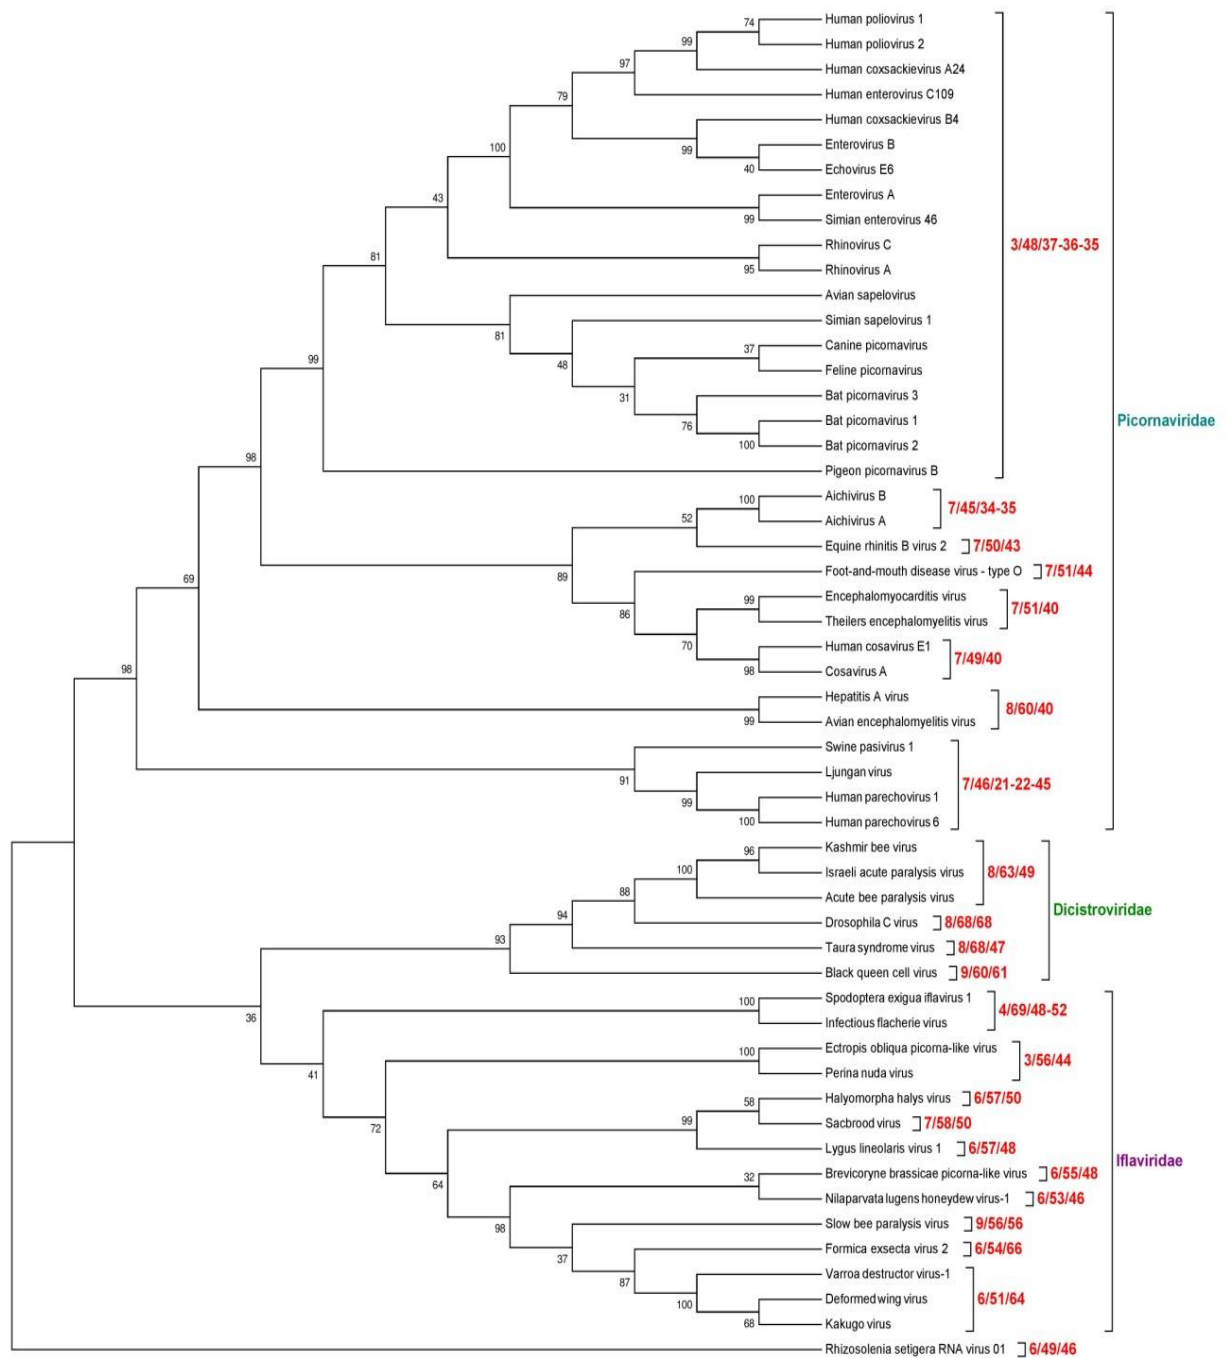 74
Human poliovirus 1
Human poliovirus 2
99
Human coxsackievirus A24
97
Human enterovirus C109
79
Human coxsackievirus B4
99
Enterovirus B
40
Echovirus E6
100
Enterovirus A
99
Simian enterovirus 46
43
Rhinovirus C
95
Rhinovirus A
3/48/37-36-35
81
Avian sapelovirus
81
Simian sapelovirus 1
48
37
Canine picornavirus
Feline picornavirus
31
Bat picornavirus 3
76
Bat picornavirus 1
100
Bat picornavirus 2
99
Pigeon picornavirus B
Picornaviridae
98
100
Aichivirus B
Aichivirus A
7/45/34-35
52
Equine rhinitis B virus 2
7/50/43
89
Foot-and-mouth disease virus - type O
7/51/44
86
99
Encephalomyocarditis virus
Theilers encephalomyelitis virus
7/51/40
70
Human cosavirus E1
98
Cosavirus A
7/49/40
69
Hepatitis A virus
99
Avian encephalomyelitis virus
8/60/40
98
Swine pasivirus 1
91
Ljungan virus
99
Human parechovirus 1
100
Human parechovirus 6
7/46/21-22-45
96
Kashmir bee virus
Israeli acute paralysis virus
8/63/49
100
Acute bee paralysis virus
88
Drosophila C virus
8/68/68
94
Taura syndrome virus
8/68/47
93
Black queen cell virus
9/60/61
Dicistroviridae
36
100
Spodoptera exigua iflavirus 1
Infectious flacherie virus
4/69/48-52
41
100
Ectropis obliqua picorna-like virus
Perina nuda virus
3/56/44
72
58
Halyomorpha halys virus
6/57/50
Sacbrood virus
7/58/50
99
Lygus lineolaris virus 1
6/57/48
64
32
Brevicoryne brassicae picorna-like virus
6/55/48
Nilaparvata lugens honeydew virus-1
6/53/46
98
Slow bee paralysis virus
9/56/56
37
Formica exsecta virus 2
6/54/66
87
Varroa destructor virus-1
100
Deformed wing virus
68
Kakugo virus
6/51/64
Iflaviridae
Rhizosolenia setigera RNA virus 01
6/49/46